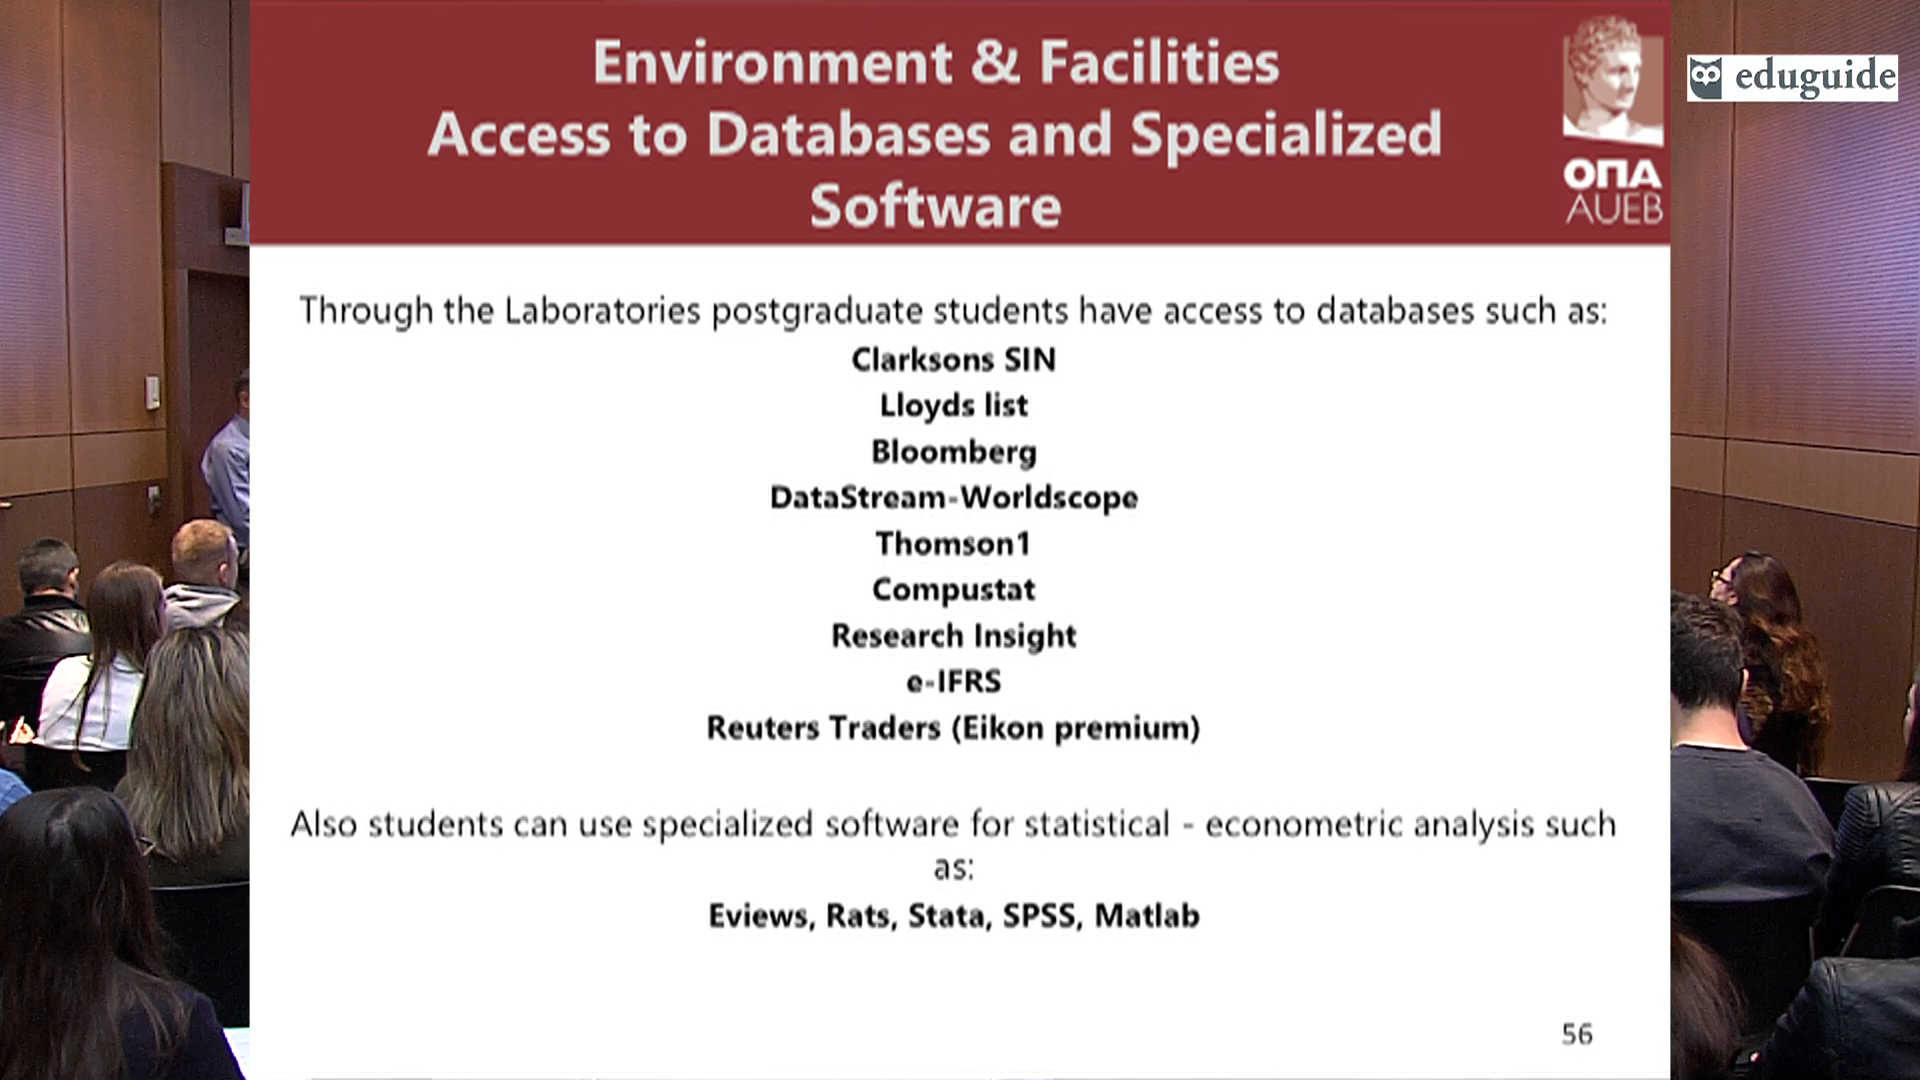 Environment & Facilities
Access to Databases and Specialized
Software
ΟΠΑ
AUEB
eduguide
Through the Laboratories postgraduate students have access to databases such as:
Clarksons SIN
Lloyds list
Bloomberg
DataStream-Worldscope
Thomson1
Compustat
Research Insight
e-IFRS
Reuters Traders (Eikon premium)
Also students can use specialized software for statistical - econometric analysis such
as:
Eviews, Rats, Stata, SPSS, Matlab
56